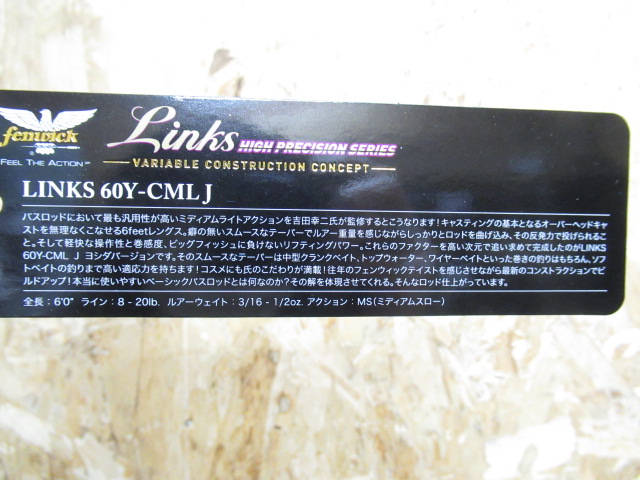 fenwick
FEEL THE ACTION
Links HIGH PRECISION SERIES
VARIABLE CONSTRUCTION CONCEPT
LINKS 60Y-CML J
バスロッドにおいて最も汎用性が高いミディアムライトアクションを吉田幸二氏が監修するとこうなります!キャスティングの基本となるオーバーヘッドキャ
ストを無理なくこなせる6feetレングス。癖の無いスムースなテーパーでルアー重量を感じながらしっかりとロッドを曲げ込み、その反発力で投げられるこ
と。そして軽快な操作性と巻感度、ビッグフィッシュに負けないリフティングパワー。これらのファクターを高い次元で追い求めて完成したのがLINKS
60Y-CML J ヨシダバージョンです。そのスムースなテーパーは中型クランクベイト、トップウォーター、ワイヤーベイトといった巻きの釣りはもちろん、ソフ
トベイトの釣りまで高い適応力を持ちます!コスメにも氏のこだわりが満載!往年のフェンウィックテイストを感じさせながら最新のコンストラクションでビ
ルドアップ!本当に使いやすいベーシックバスロッドとは何なのか?その解を体現させてくれる。そんなロッド仕上がっています。
全長:6'0" ライン:8-20lb. ルアーウェイト:3/16-1/2oz. アクション:MS(ミディアムスロー)